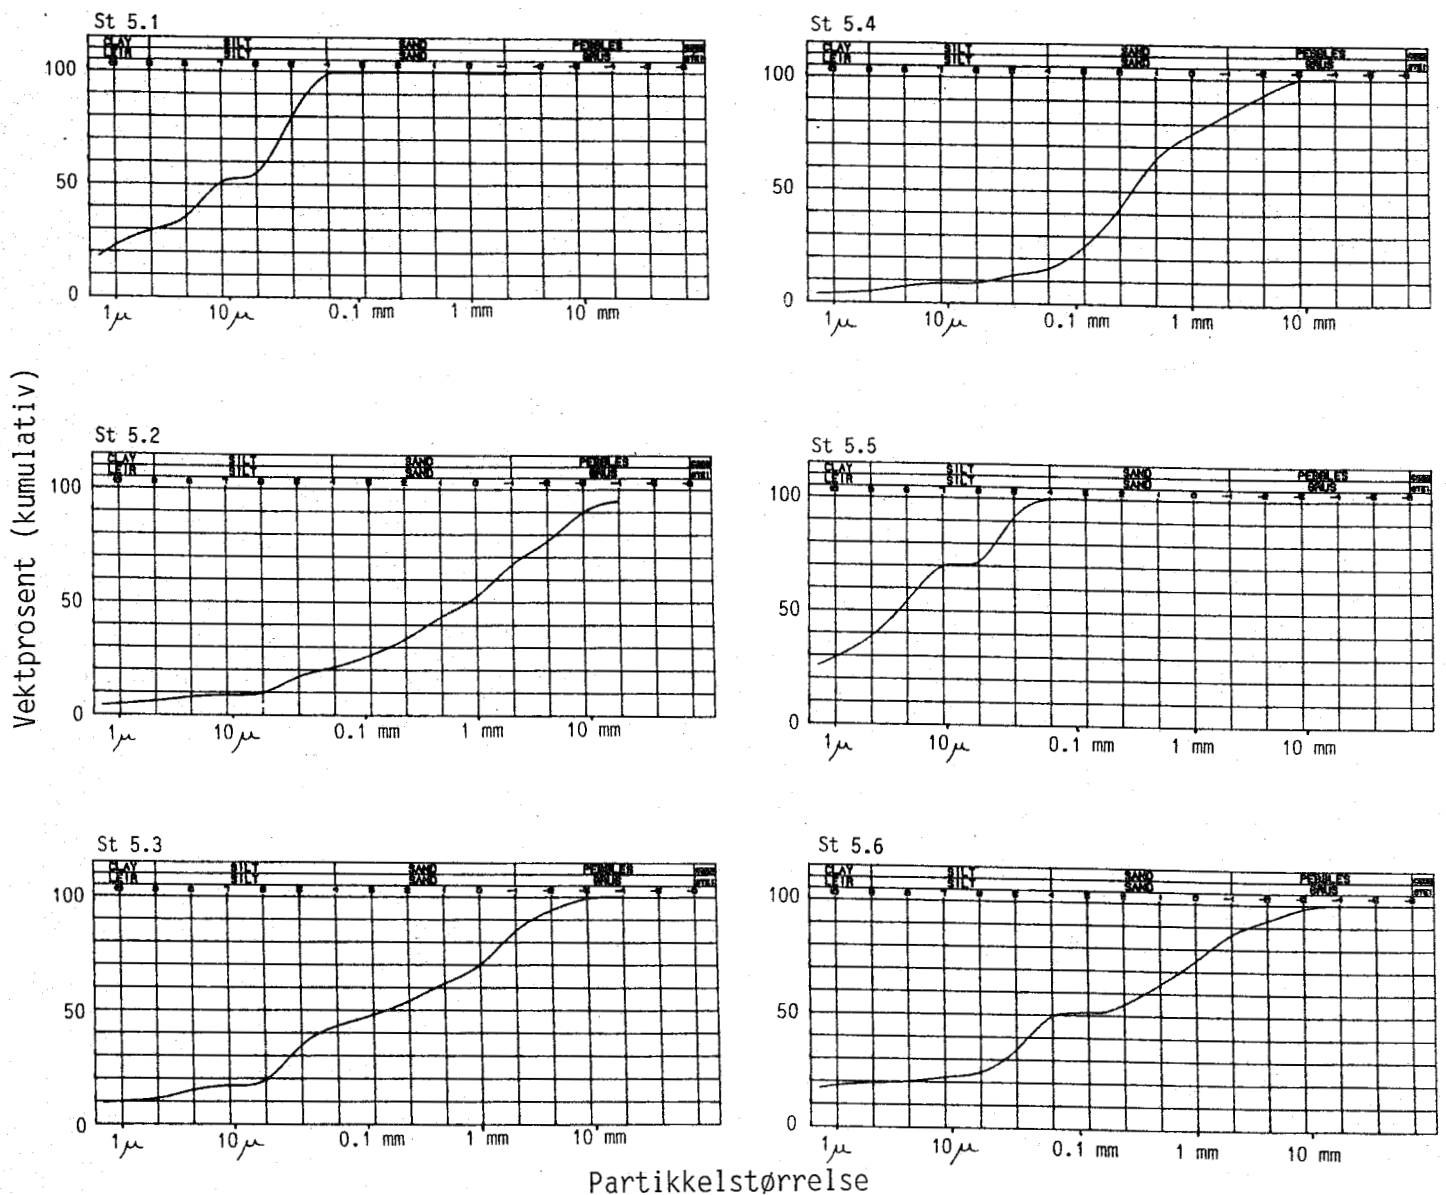 St 5.1
CLAY SILT SAND PEBBLES
LEIR SILT SAND GRUS
100
50
0
1μ 10μ 0.1 mm 1 mm 10 mm
St 5.4
CLAY SILT SAND PEBBLES
LEIR SILT SAND GRUS
100
50
0
1μ 10μ 0.1 mm 1 mm 10 mm
Vektprosent (kumulativ)
St 5.2
CLAY SILT SAND PEBBLES
LEIR SILT SAND GRUS
100
50
0
1μ 10μ 0.1 mm 1 mm 10 mm
St 5.5
CLAY SILT SAND PEBBLES
LEIR SILT SAND GRUS
100
50
0
1μ 10μ 0.1 mm 1 mm 10 mm
St 5.3
CLAY SILT SAND PEBBLES
LEIR SILT SAND GRUS
100
50
0
1μ 10μ 0.1 mm 1 mm 10 mm
St 5.6
CLAY SILT SAND PEBBLES
LEIR SILT SAND GRUS
100
50
0
1μ 10μ 0.1 mm 1 mm 10 mm
Partikkelstørrelse